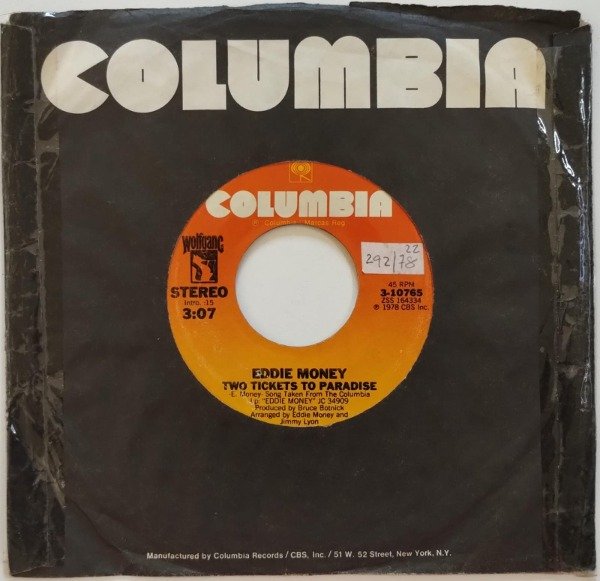 COLUMBIA
COLUMBIA
® Columbia Marcas Reg
wolfgang
22
292/78
STEREO
Intro. :15
3:07
45 RPM
3-10765
ZSS 164334
℗ 1978 CBS Inc.
EDDIE MONEY
TWO TICKETS TO PARADISE
-E. Money- Song Taken From The Columbia
"EDDIE MONEY" JC 34909
Produced by Bruce Botnick
Arranged by Eddie Money and
Jimmy Lyon
Manufactured by Columbia Records / CBS, Inc. / 51 W. 52 Street, New York, N.Y.